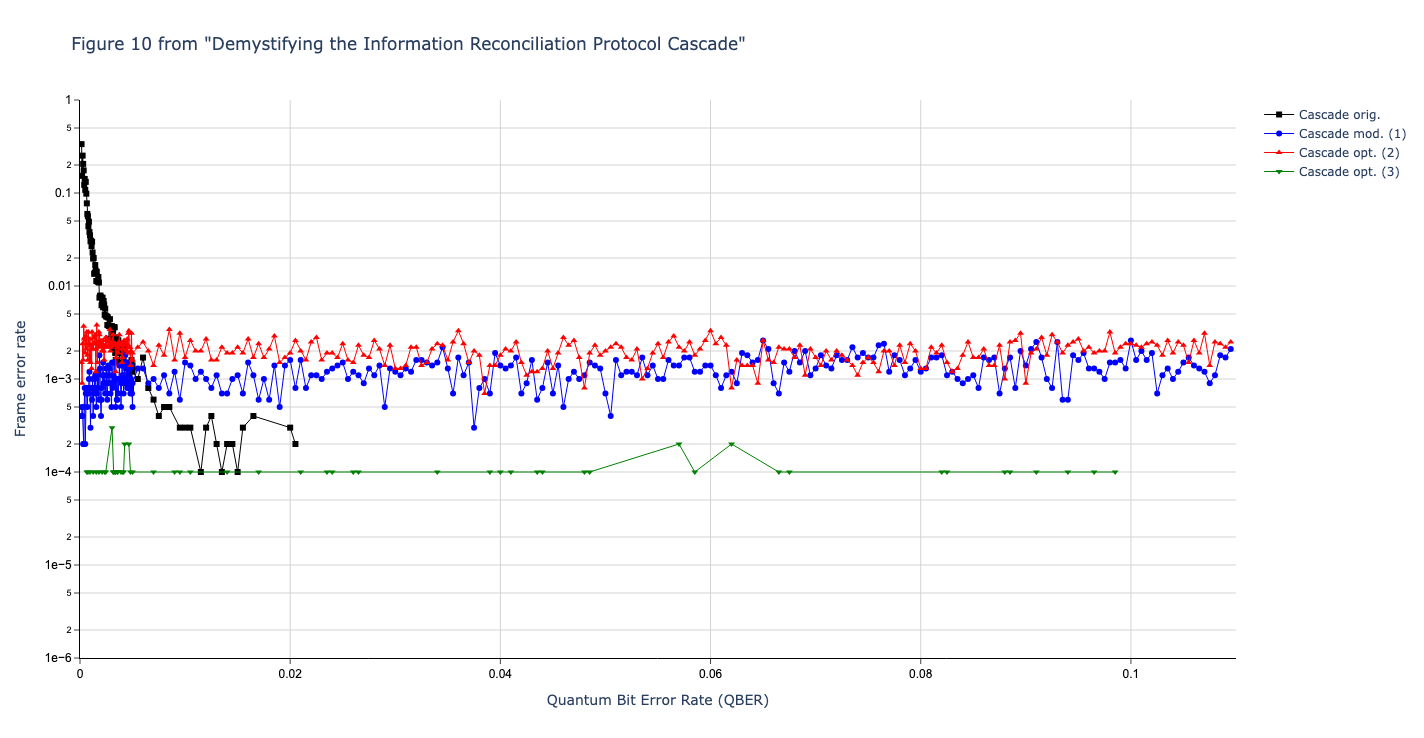 Figure 10 from "Demystifying the Information Reconciliation Protocol Cascade"
Frame error rate
1
5
2
0.1
5
2
0.01
5
2
1e−3
5
2
1e−4
5
2
1e−5
5
2
1e−6
0
0.02
0.04
0.06
0.08
0.1
Quantum Bit Error Rate (QBER)
Cascade orig.
Cascade mod. (1)
Cascade opt. (2)
Cascade opt. (3)